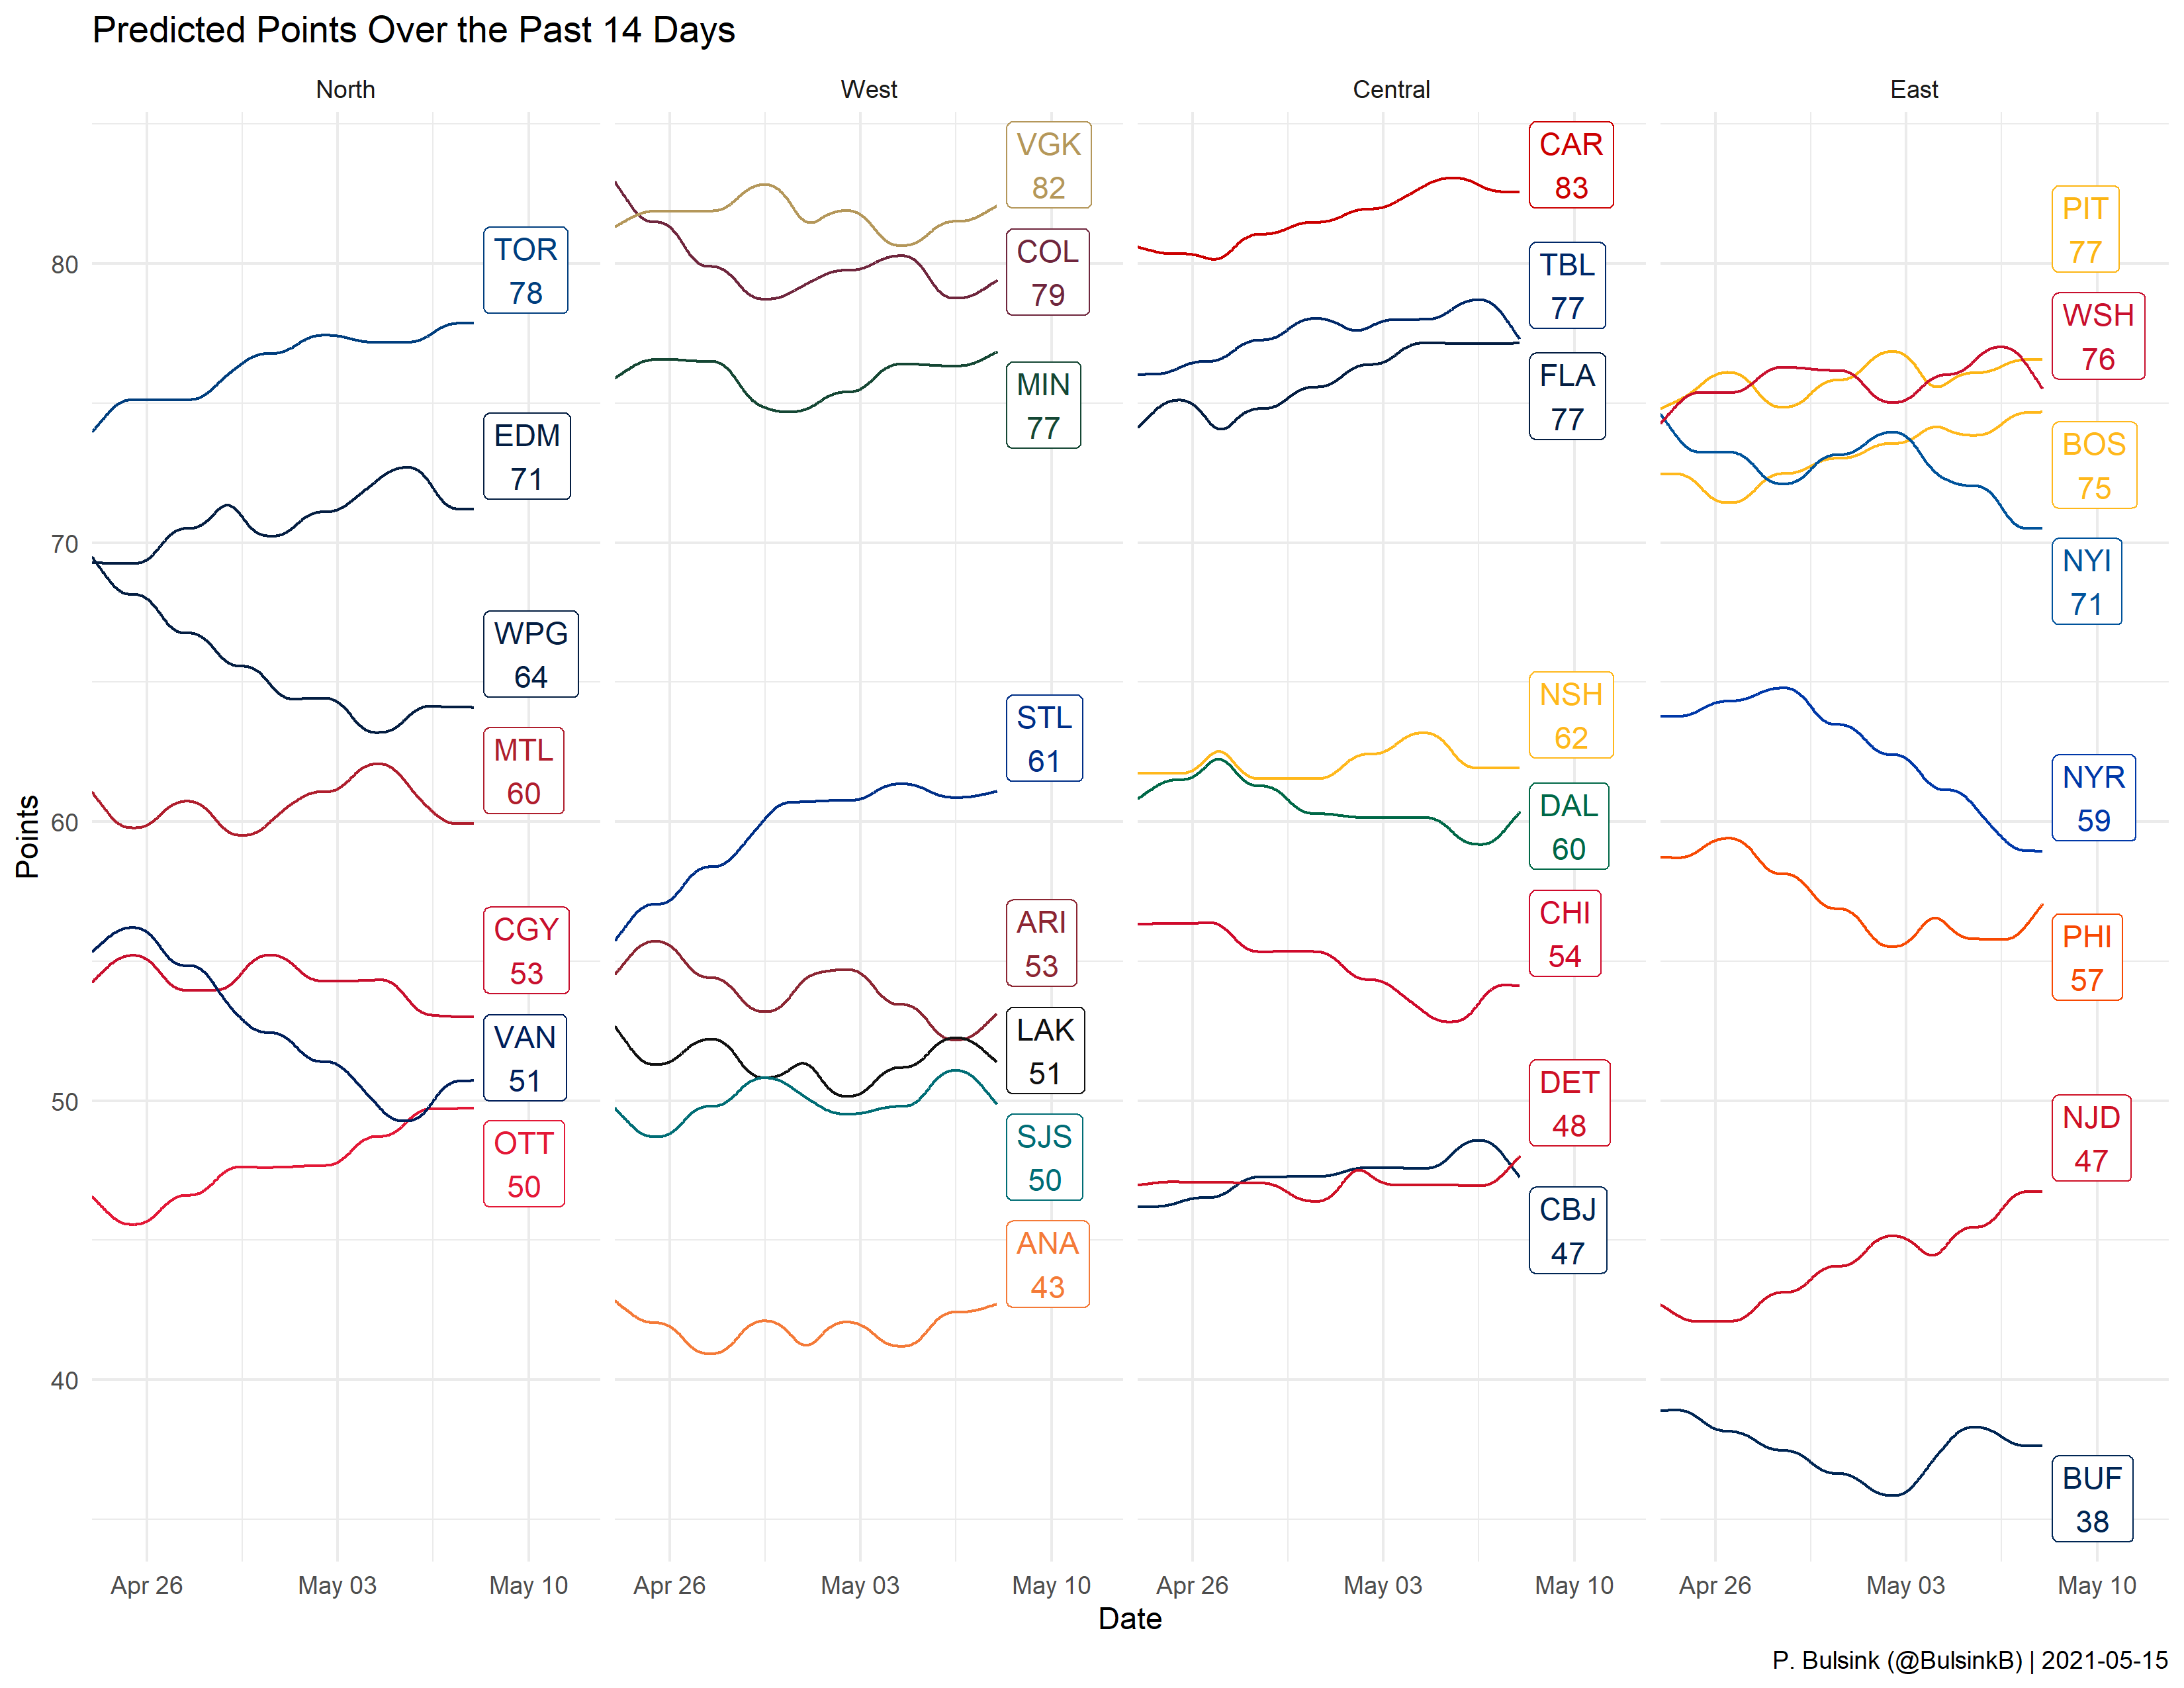 Predicted Points Over the Past 14 Days
North
West
Central
East
Points
80
70
60
50
40
TOR
78
EDM
71
WPG
64
MTL
60
CGY
53
VAN
51
OTT
50
VGK
82
COL
79
MIN
77
STL
61
ARI
53
LAK
51
SJS
50
ANA
43
CAR
83
TBL
77
FLA
77
NSH
62
DAL
60
CHI
54
DET
48
CBJ
47
PIT
77
WSH
76
BOS
75
NYI
71
NYR
59
PHI
57
NJD
47
BUF
38
Apr 26 May 03 May 10
Apr 26 May 03 May 10
Apr 26 May 03 May 10
Apr 26 May 03 May 10
Date
P. Bulsink (@BulsinkB) | 2021-05-15